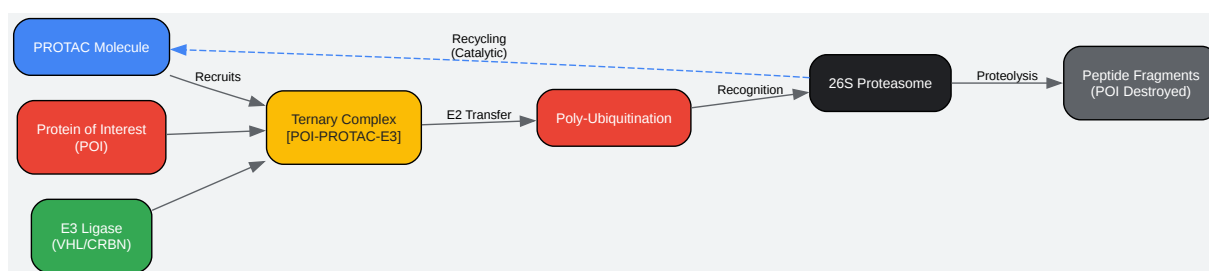 PROTAC Molecule
Recruits
Protein of Interest
(POI)
E3 Ligase
(VHL/CRBN)
Ternary Complex
[POI-PROTAC-E3]
E2 Transfer
Poly-Ubiquitination
Recognition
Recycling
(Catalytic)
26S Proteasome
Proteolysis
Peptide Fragments
(POI Destroyed)